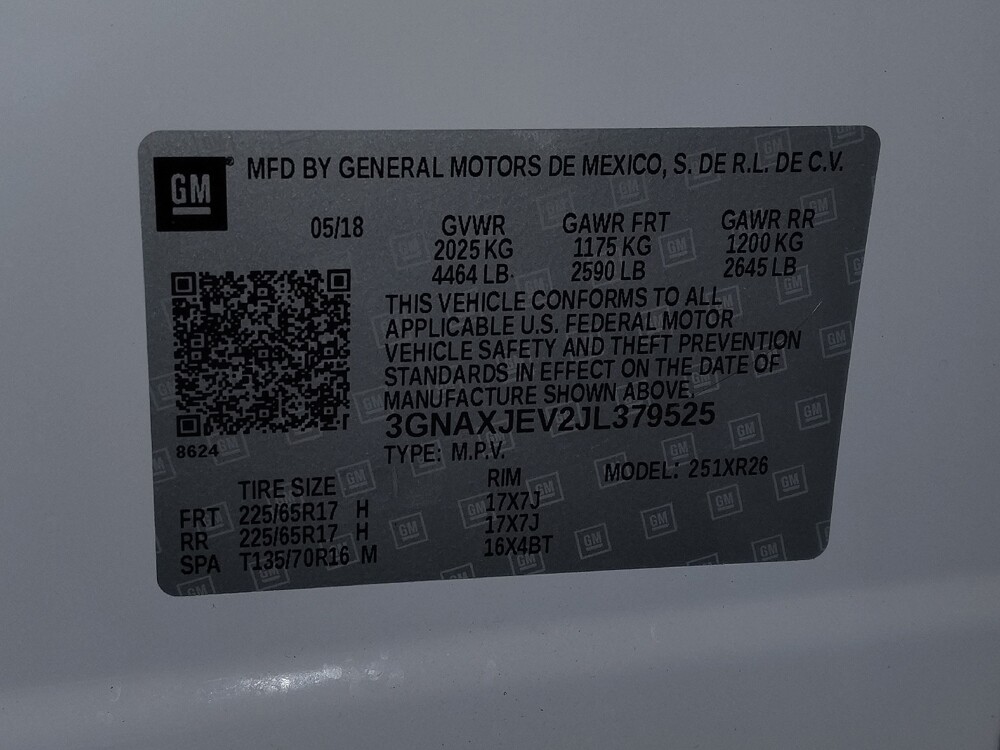 GM
MFD BY GENERAL MOTORS DE MEXICO, S. DE R.L. DE C.V.
05/18 GVWR GAWR FRT GAWR RR
2025 KG 1175 KG 1200 KG
4464 LB 2590 LB 2645 LB
THIS VEHICLE CONFORMS TO ALL
APPLICABLE U.S. FEDERAL MOTOR
VEHICLE SAFETY AND THEFT PREVENTION
STANDARDS IN EFFECT ON THE DATE OF
MANUFACTURE SHOWN ABOVE.
3GNAXJEV2JL379525
8624
TYPE: M.P.V. MODEL: 251XR26
TIRE SIZE RIM
FRT 225/65R17 H 17X7J
RR 225/65R17 H 17X7J
SPA T135/70R16 M 16X4BT